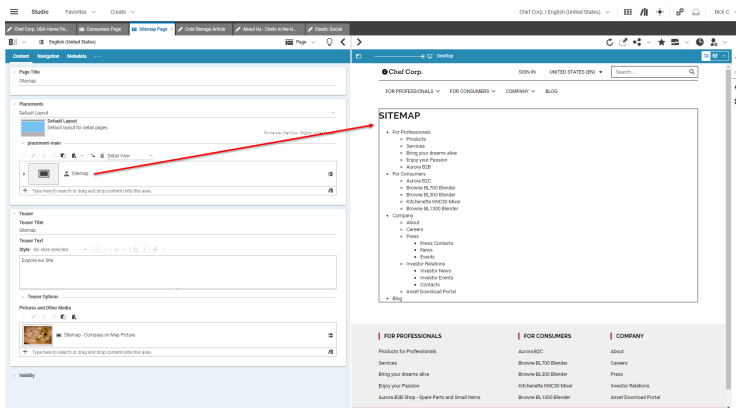 Studio Favorites Create Chef Corp. | English (United States) Rick C
Chef Corp. USA Home Pa... Consumers Page Sitemap Page Cold Storage Article About Us - Chefs in the la... Elastic Social
English (United States) Page
Content Navigation Metadata ...
Page Title
Sitemap
Placements
Default Layout
Default Layout
Default layout for detail pages.
For the site: Chef Corp. - English (United States)
placement-main
Detail View
Sitemap
Type here to search or drag and drop content onto this area.
Teaser
Teaser Title
Sitemap
Teaser Text
Style: No style selected
Explore our Site
Teaser Options
Pictures and Other Media
Sitemap - Compass on Map Picture
Type here to search or drag and drop content onto this area.
Validity
Desktop
Chef Corp. SIGN IN UNITED STATES (EN) Search...
FOR PROFESSIONALS FOR CONSUMERS COMPANY BLOG
SITEMAP
For Professionals
Products
Services
Bring your dreams alive
Enjoy your Passion
Aurora B2B
For Consumers
Aurora B2C
Browne BL700 Blender
Browne BL300 Blender
Kitchenette KNC30 Mixer
Browne BL1300 Blender
Company
About
Careers
Press
Press Contacts
News
Events
Investor Relations
Investor News
Investor Events
Contacts
Asset Download Portal
Blog
FOR PROFESSIONALS FOR CONSUMERS COMPANY
Products for Professionals Aurora B2C About
Services Browne BL700 Blender Careers
Bring your dreams alive Browne BL300 Blender Press
Enjoy your Passion Kitchenette KNC30 Mixer Investor Relations
Aurora B2B Shop - Spare Parts and Small Items Browne BL1300 Blender Asset Download Portal